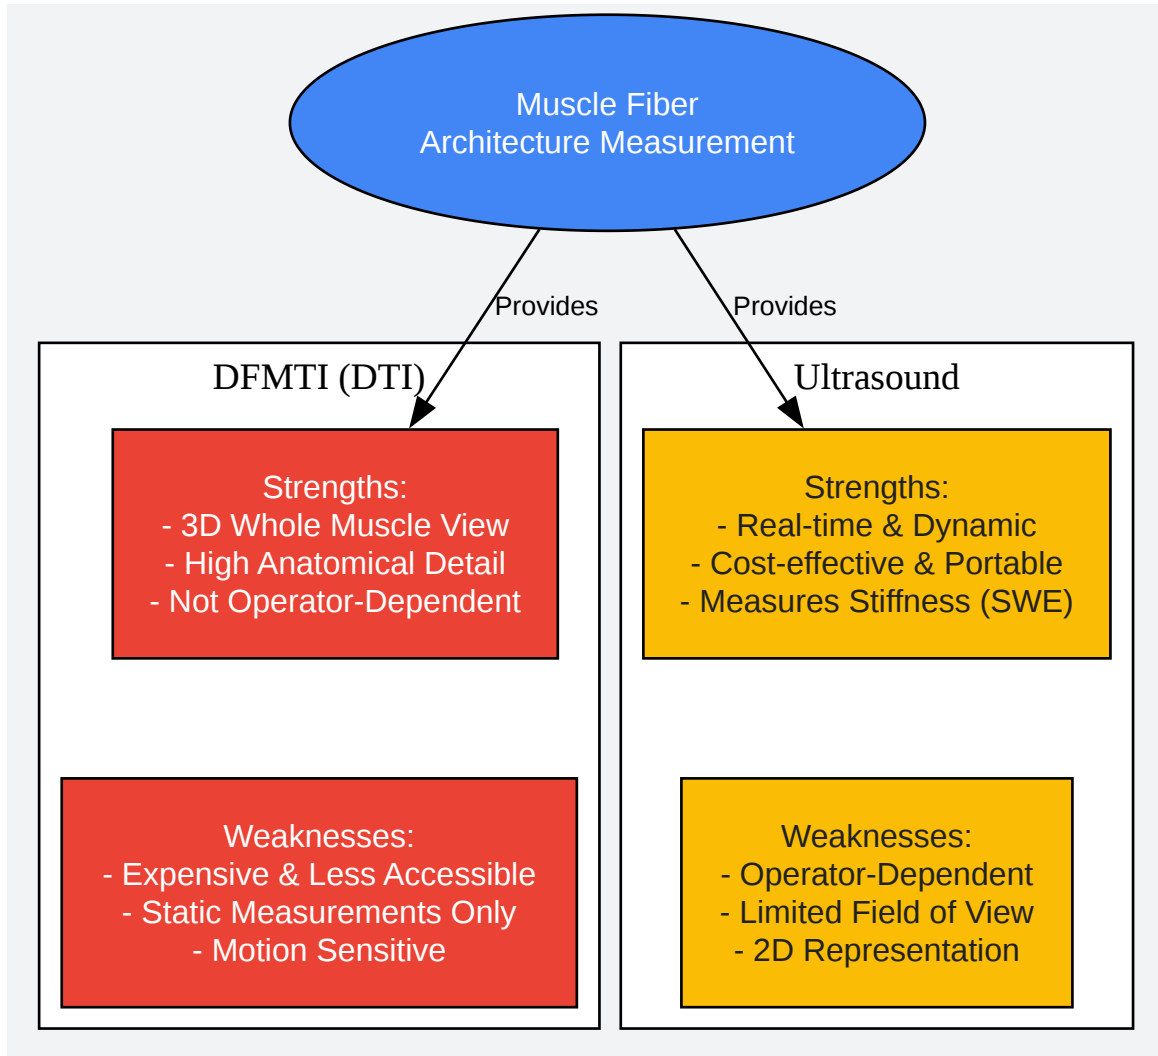 Muscle Fiber
Architecture Measurement
Provides
Provides
DFMTI (DTI)
Strengths:
- 3D Whole Muscle View
- High Anatomical Detail
- Not Operator-Dependent
Weaknesses:
- Expensive & Less Accessible
- Static Measurements Only
- Motion Sensitive
Ultrasound
Strengths:
- Real-time & Dynamic
- Cost-effective & Portable
- Measures Stiffness (SWE)
Weaknesses:
- Operator-Dependent
- Limited Field of View
- 2D Representation